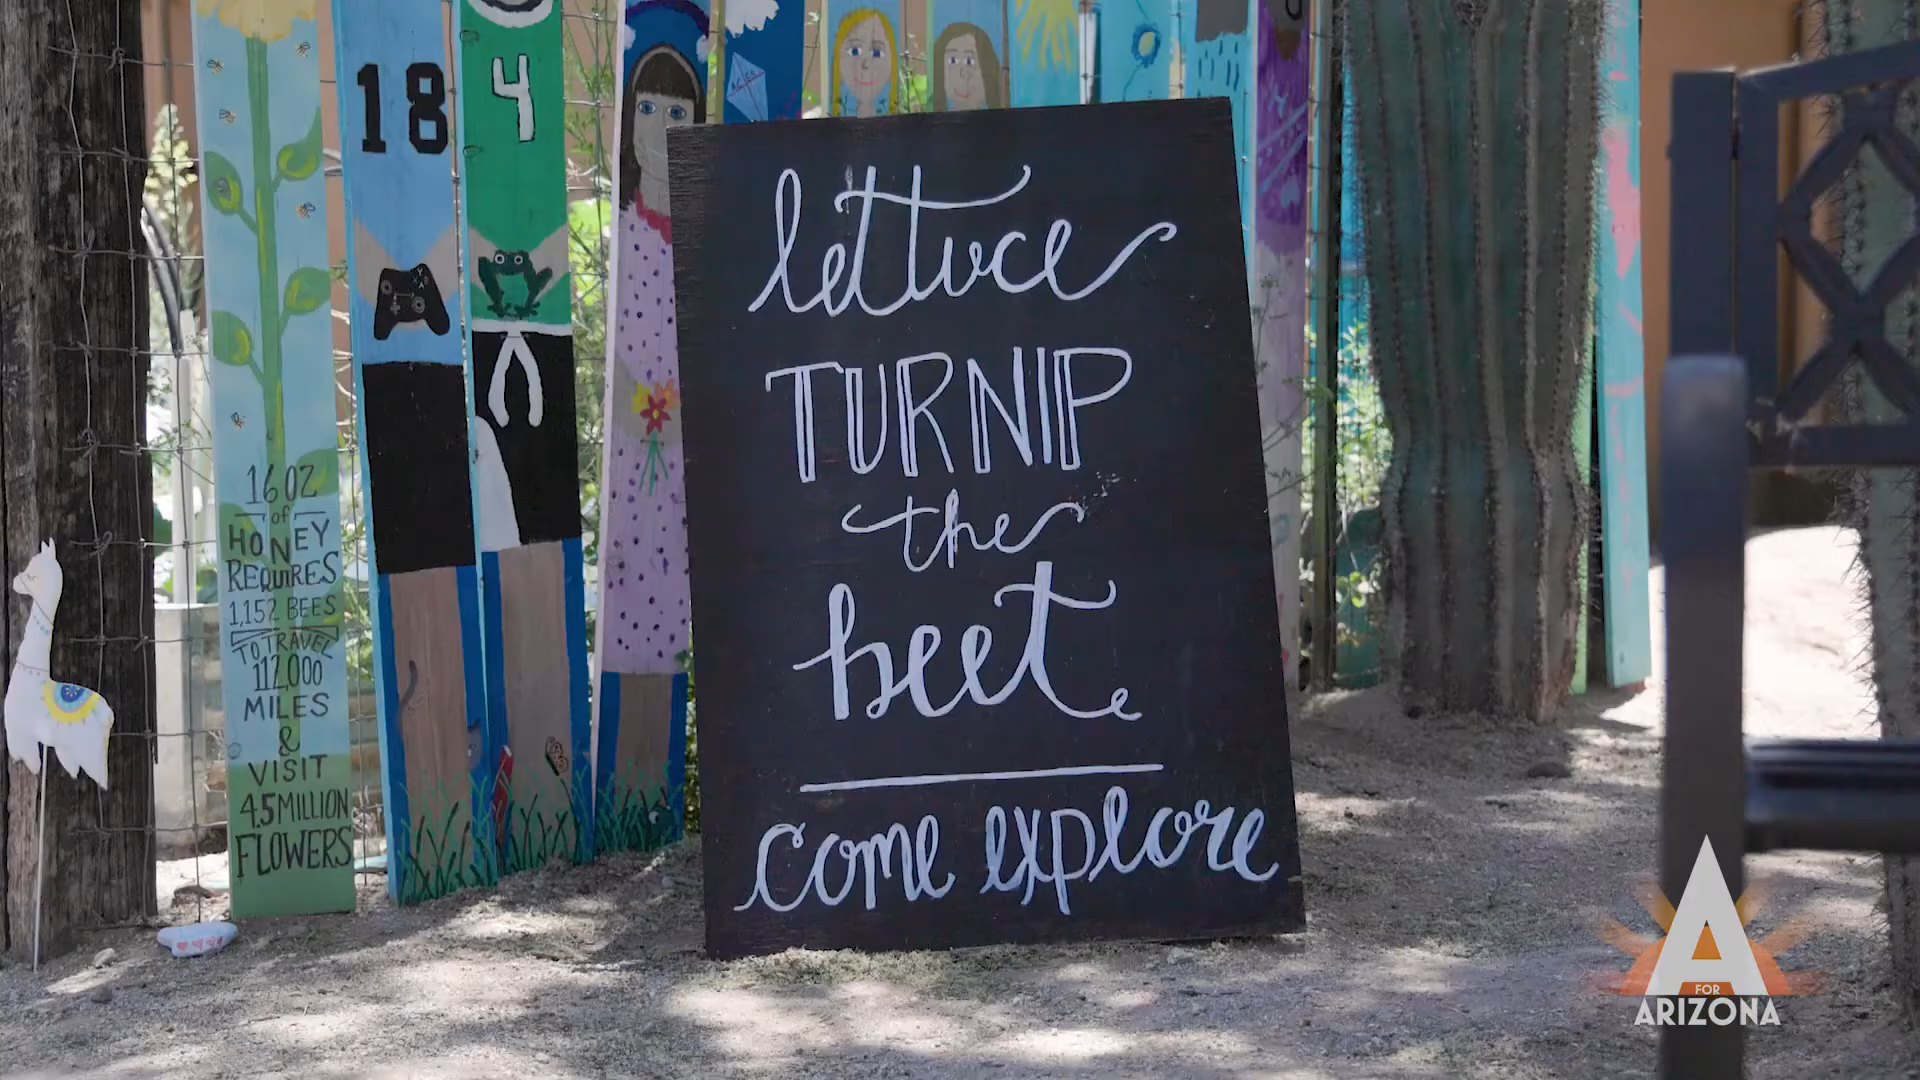 18
4
ACES
16 OZ
of
HONEY
REQUIRES
1,152 BEES
TO TRAVEL
112,000
MILES
&
VISIT
4.5 MILLION
FLOWERS
lettuce
TURNIP
the
beet
come explore
A
FOR
ARIZONA